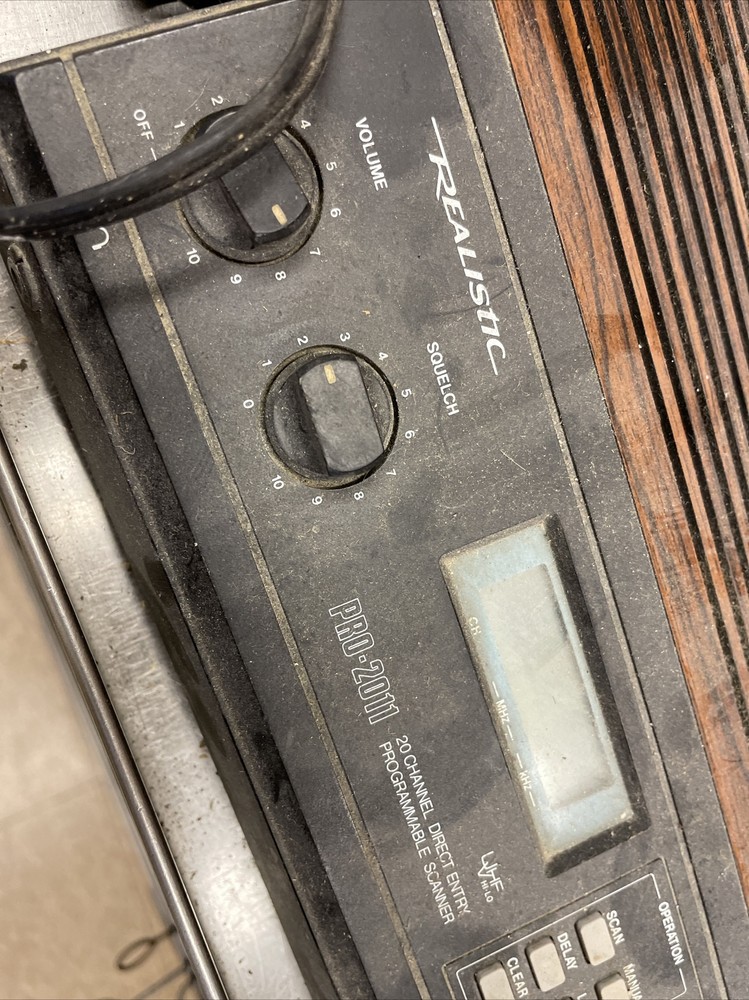 REALISTIC
VOLUME
OFF
1
2
4
5
6
7
8
9
10
SQUELCH
0
1
2
3
4
5
6
7
8
9
10
CH
MHZ
kHZ
PRO-2011
20 CHANNEL DIRECT ENTRY
PROGRAMMABLE SCANNER
HI-LO
OPERATION
SCAN
DELAY
CLEAR